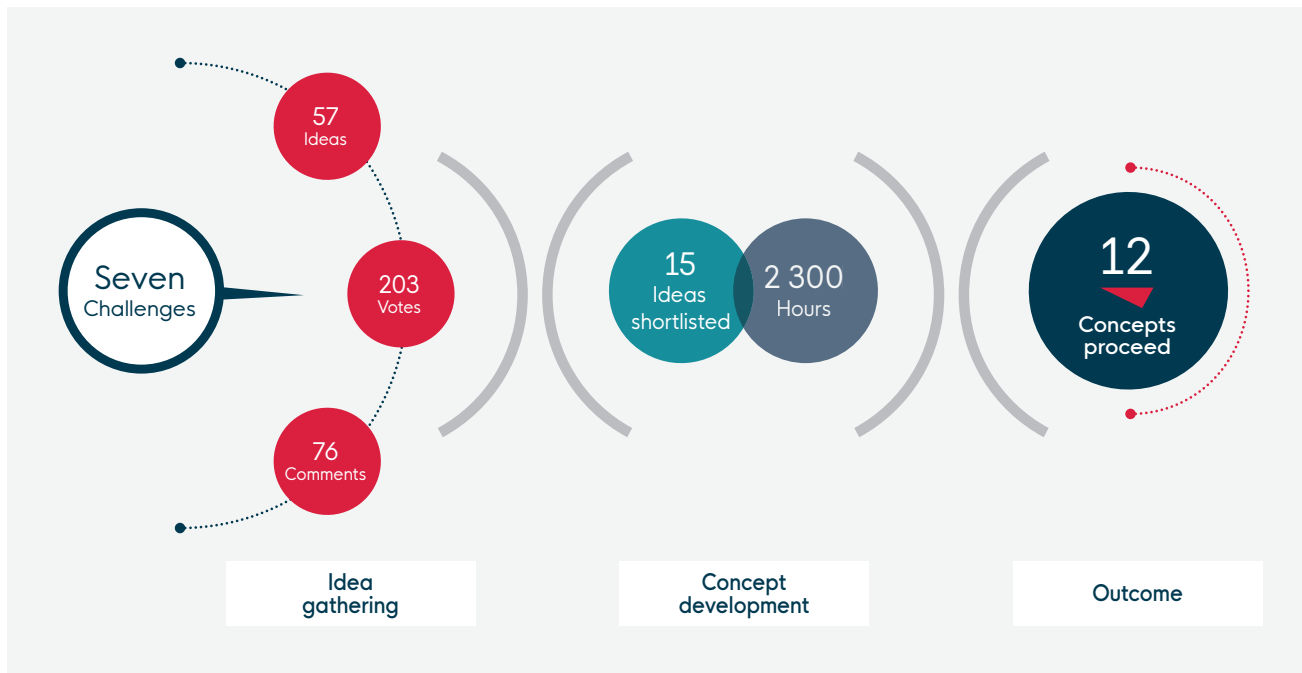 Seven
Challenges
57
Ideas
203
Votes
76
Comments
15
Ideas
shortlisted
2 300
Hours
12
Concepts
proceed
Idea
gathering
Concept
development
Outcome